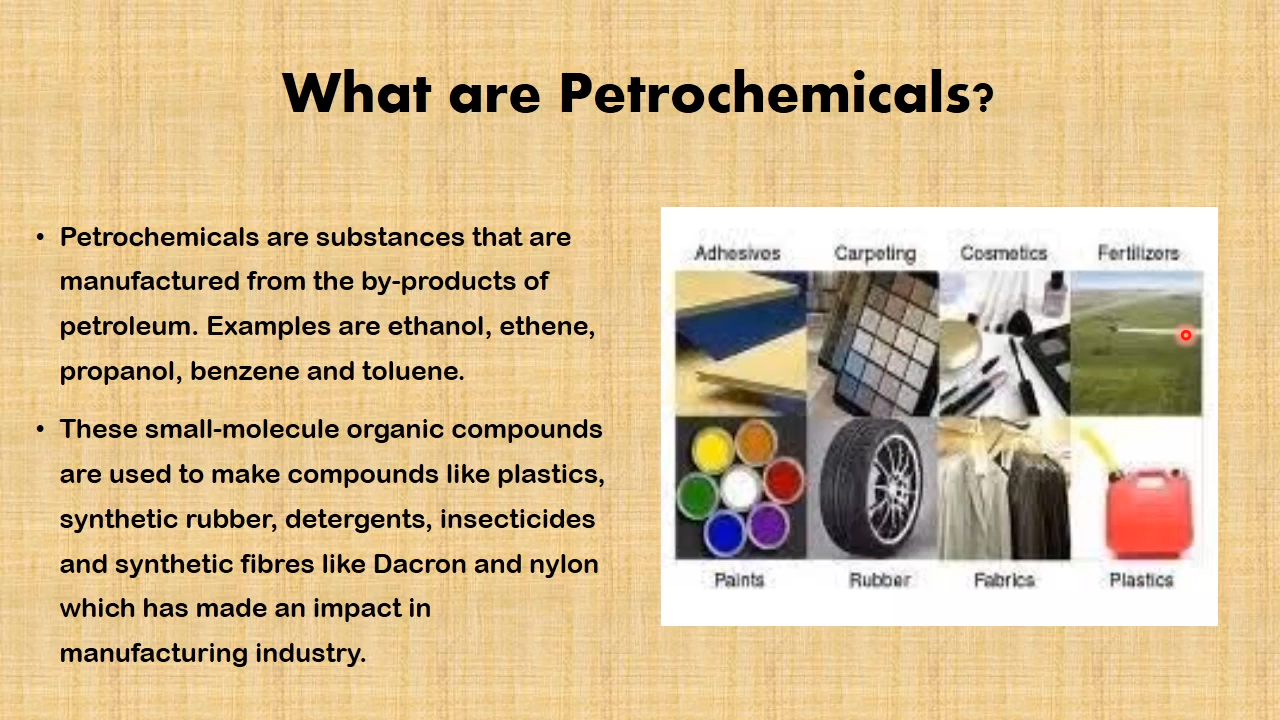 What are Petrochemicals?
• Petrochemicals are substances that are
manufactured from the by-products of
petroleum. Examples are ethanol, ethene,
propanol, benzene and toluene.
• These small-molecule organic compounds
are used to make compounds like plastics,
synthetic rubber, detergents, insecticides
and synthetic fibres like Dacron and nylon
which has made an impact in
manufacturing industry.
Adhesives Carpeting Cosmetics Fertilizers
Paints Rubber Fabrics Plastics